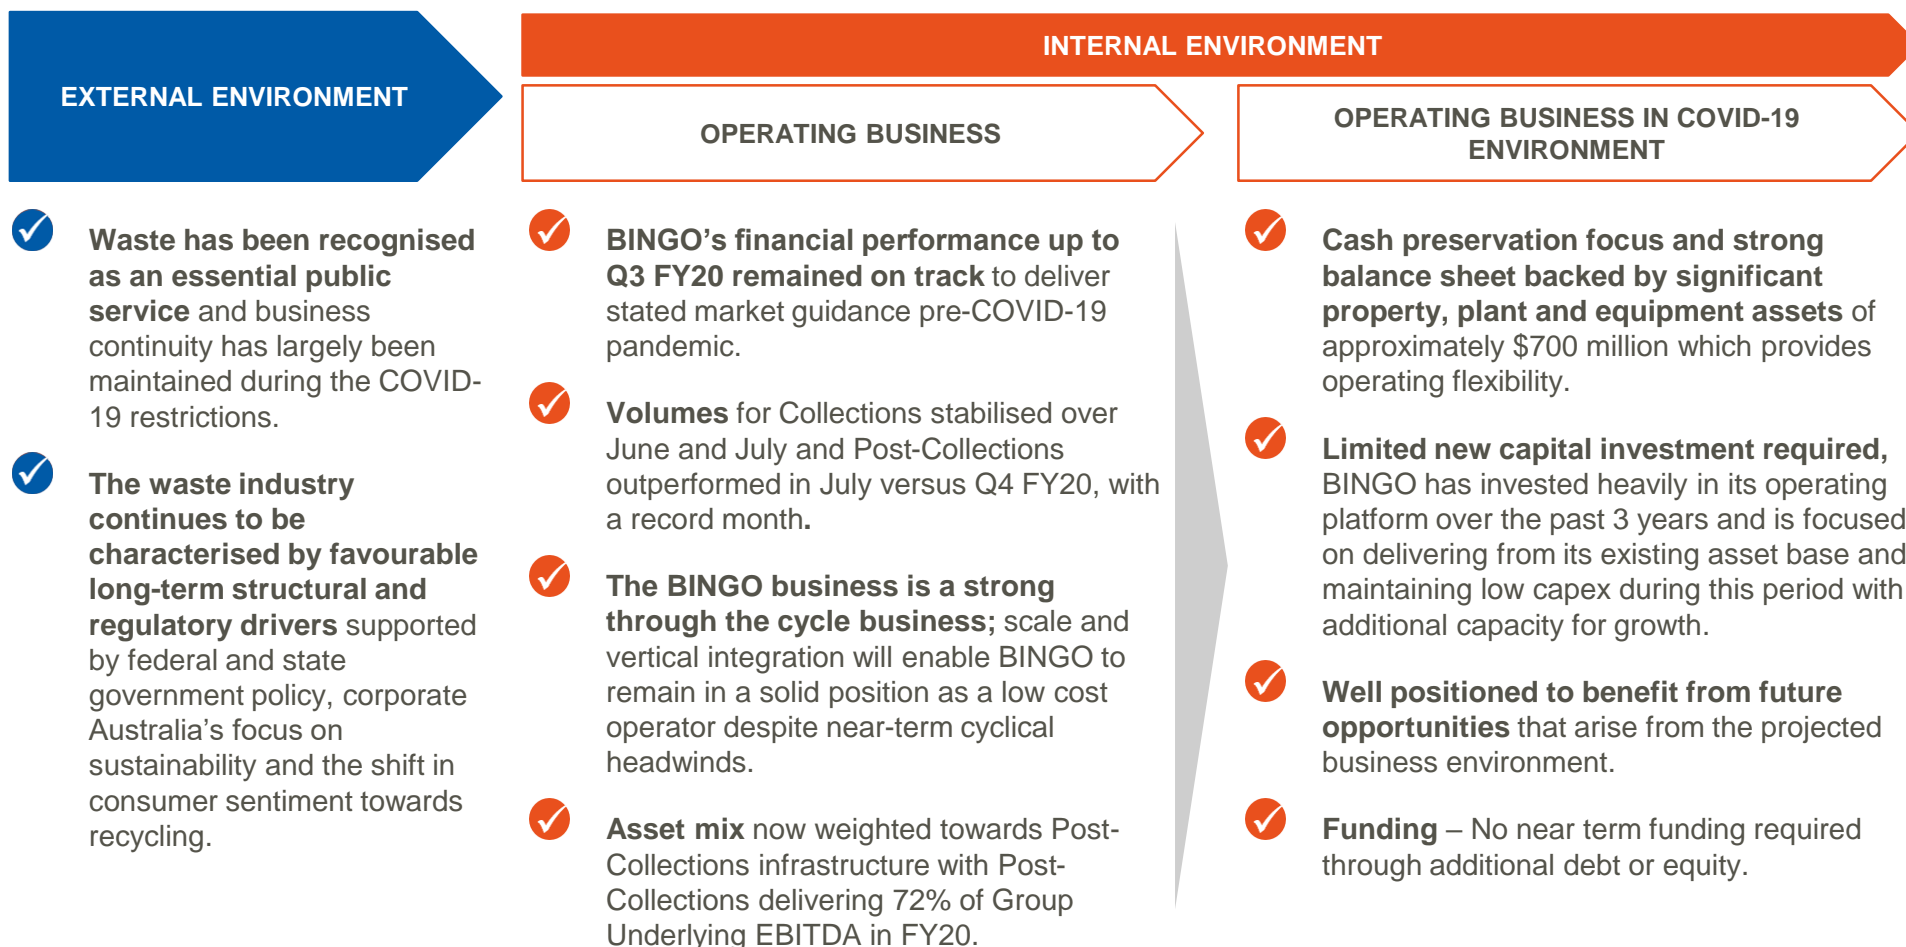 EXTERNAL ENVIRONMENT
INTERNAL ENVIRONMENT
OPERATING BUSINESS
OPERATING BUSINESS IN COVID-19
ENVIRONMENT
Waste has been recognised
as an essential public
service and business
continuity has largely been
maintained during the COVID-
19 restrictions.
The waste industry
continues to be
characterised by favourable
long-term structural and
regulatory drivers supported
by federal and state
government policy, corporate
Australia’s focus on
sustainability and the shift in
consumer sentiment towards
recycling.
BINGO’s financial performance up to
Q3 FY20 remained on track to deliver
stated market guidance pre-COVID-19
pandemic.
Volumes for Collections stabilised over
June and July and Post-Collections
outperformed in July versus Q4 FY20, with
a record month.
The BINGO business is a strong
through the cycle business; scale and
vertical integration will enable BINGO to
remain in a solid position as a low cost
operator despite near-term cyclical
headwinds.
Asset mix now weighted towards Post-
Collections infrastructure with Post-
Collections delivering 72% of Group
Underlying EBITDA in FY20.
Cash preservation focus and strong
balance sheet backed by significant
property, plant and equipment assets of
approximately $700 million which provides
operating flexibility.
Limited new capital investment required,
BINGO has invested heavily in its operating
platform over the past 3 years and is focused
on delivering from its existing asset base and
maintaining low capex during this period with
additional capacity for growth.
Well positioned to benefit from future
opportunities that arise from the projected
business environment.
Funding – No near term funding required
through additional debt or equity.